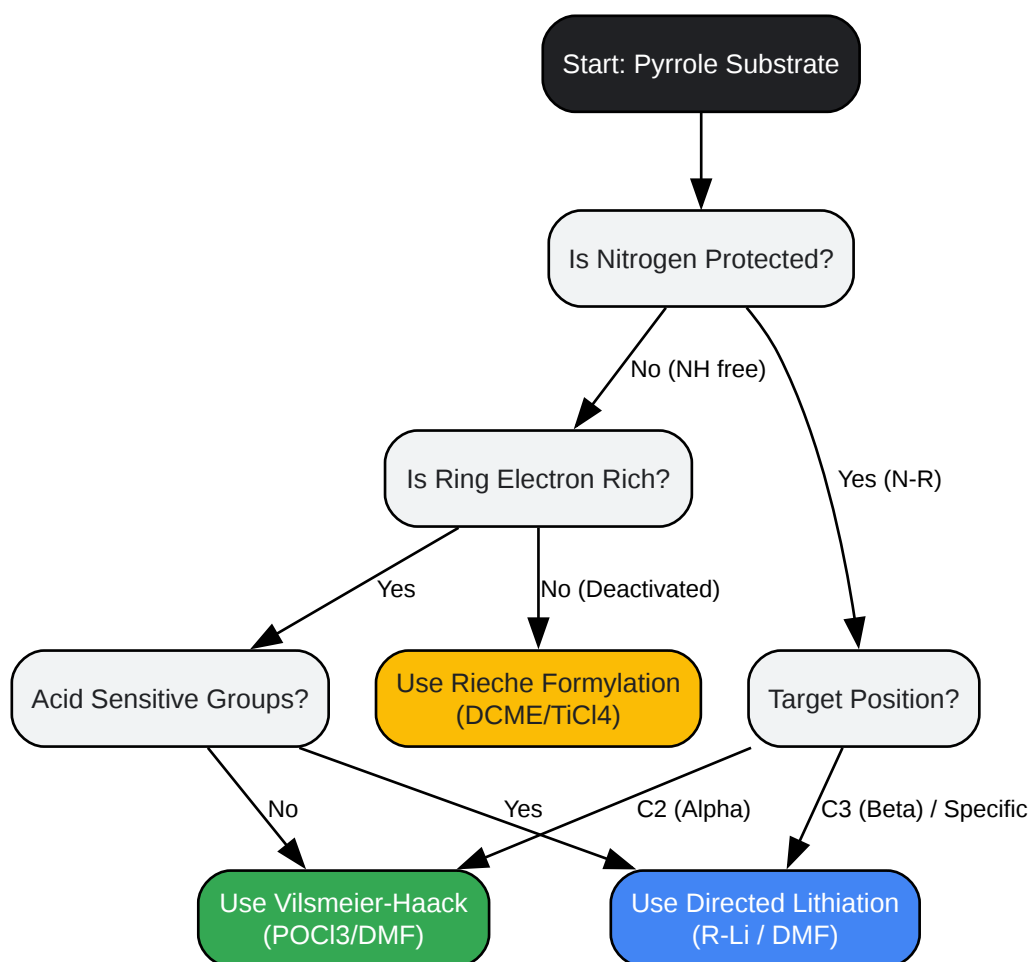 Start: Pyrrole Substrate
Is Nitrogen Protected?
No (NH free)
Yes (N-R)
Is Ring Electron Rich?
Yes
No (Deactivated)
Acid Sensitive Groups?
Use Rieche Formylation
(DCME/TiCl4)
Target Position?
No
Yes
C2 (Alpha)
C3 (Beta) / Specific
Use Vilsmeier-Haack
(POCl3/DMF)
Use Directed Lithiation
(R-Li / DMF)